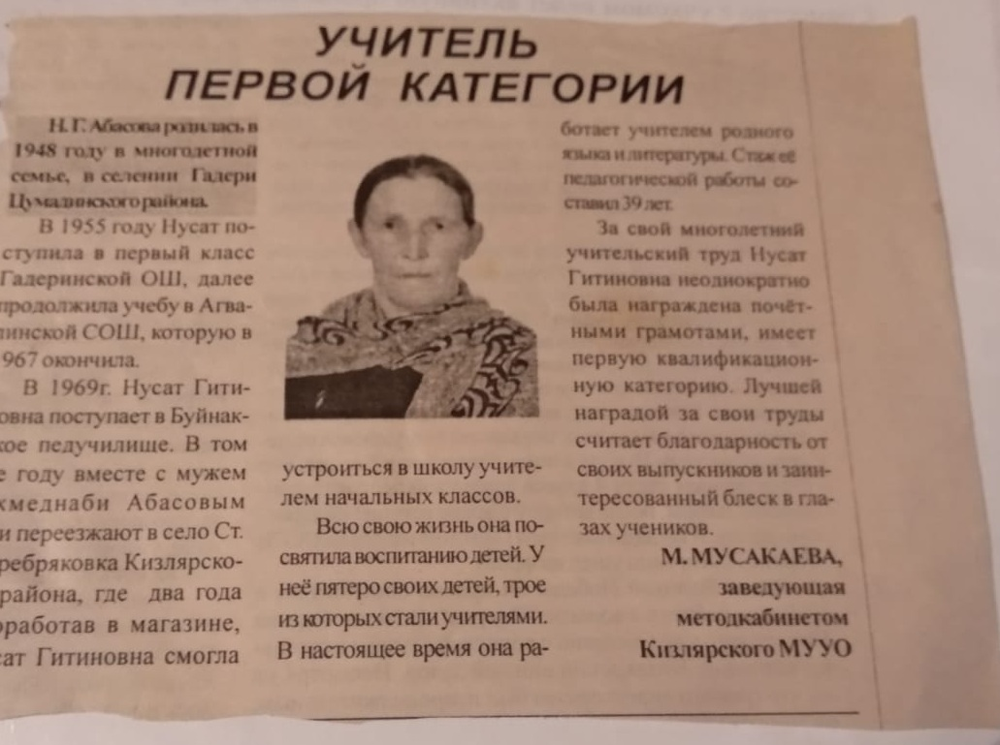 УЧИТЕЛЬ
ПЕРВОЙ КАТЕГОРИИ
Н. Г. Абасова родилась в
1948 году в многодетной
семье, в селении Гадери
Цумадинского района.
В 1955 году Нусат по-
ступила в первый класс
Гадеринской ОШ, далее
продолжила учебу в Агва-
линской СОШ, которую в
967 окончила.
В 1969г. Нусат Гити-
овна поступает в Буйнак-
кое педучилище. В том
е году вместе с мужем
хмеднаби Абасовым
и переезжают в село Ст.
ребряковка Кизлярско-
района, где два года
оработав в магазине,
сат Гитиновна смогла
устроиться в школу учите-
лем начальных классов.
Всю свою жизнь она по-
святила воспитанию детей. У
неё пятеро своих детей, трое
из которых стали учителями.
В настоящее время она ра-
ботает учителем родного
языка и литературы. Стаж её
педагогической работы со-
ставил 39 лет.
За свой многолетний
учительский труд Нусат
Гитиновна неоднократно
была награждена почёт-
ными грамотами, имеет
первую квалификацион-
ную категорию. Лучшей
наградой за свои труды
считает благодарность от
своих выпускников и заин-
тересованный блеск в гла-
зах учеников.
М. МУСАКАЕВА,
заведующая
методкабинетом
Кизлярского МУУО